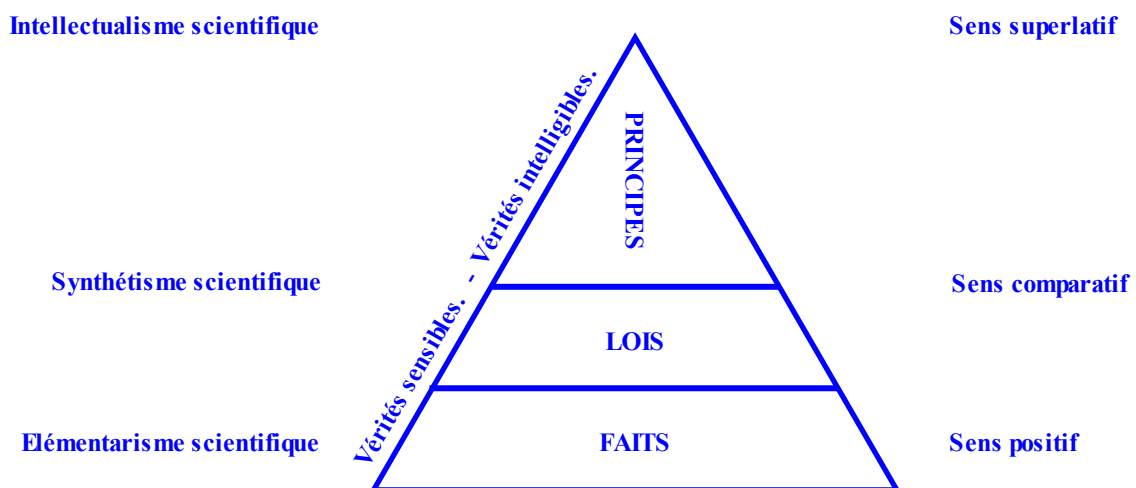 Intellectualisme scientifique
Sens superlatif
Vérités sensibles. - Vérités intelligibles.
PRINCIPES
Synthétisme scientifique
Sens comparatif
LOIS
Elémentarisme scientifique
FAITS
Sens positif